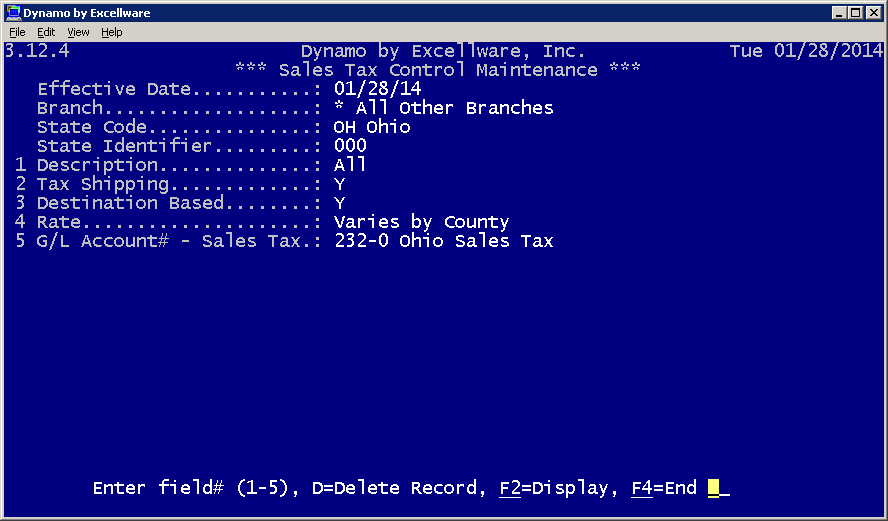 Dynamo by Excellware
File Edit View Help
3.12.4 Dynamo by Excellware, Inc. Tue 01/28/2014
*** Sales Tax Control Maintenance ***
Effective Date...........: 01/28/14
Branch...................: * All Other Branches
State Code...............: OH Ohio
State Identifier.........: 000
1 Description..............: All
2 Tax Shipping.............: Y
3 Destination Based........: Y
4 Rate.....................: Varies by County
5 G/L Account# - Sales Tax.: 232-0 Ohio Sales Tax
Enter field# (1-5), D=Delete Record, F2=Display, F4=End _